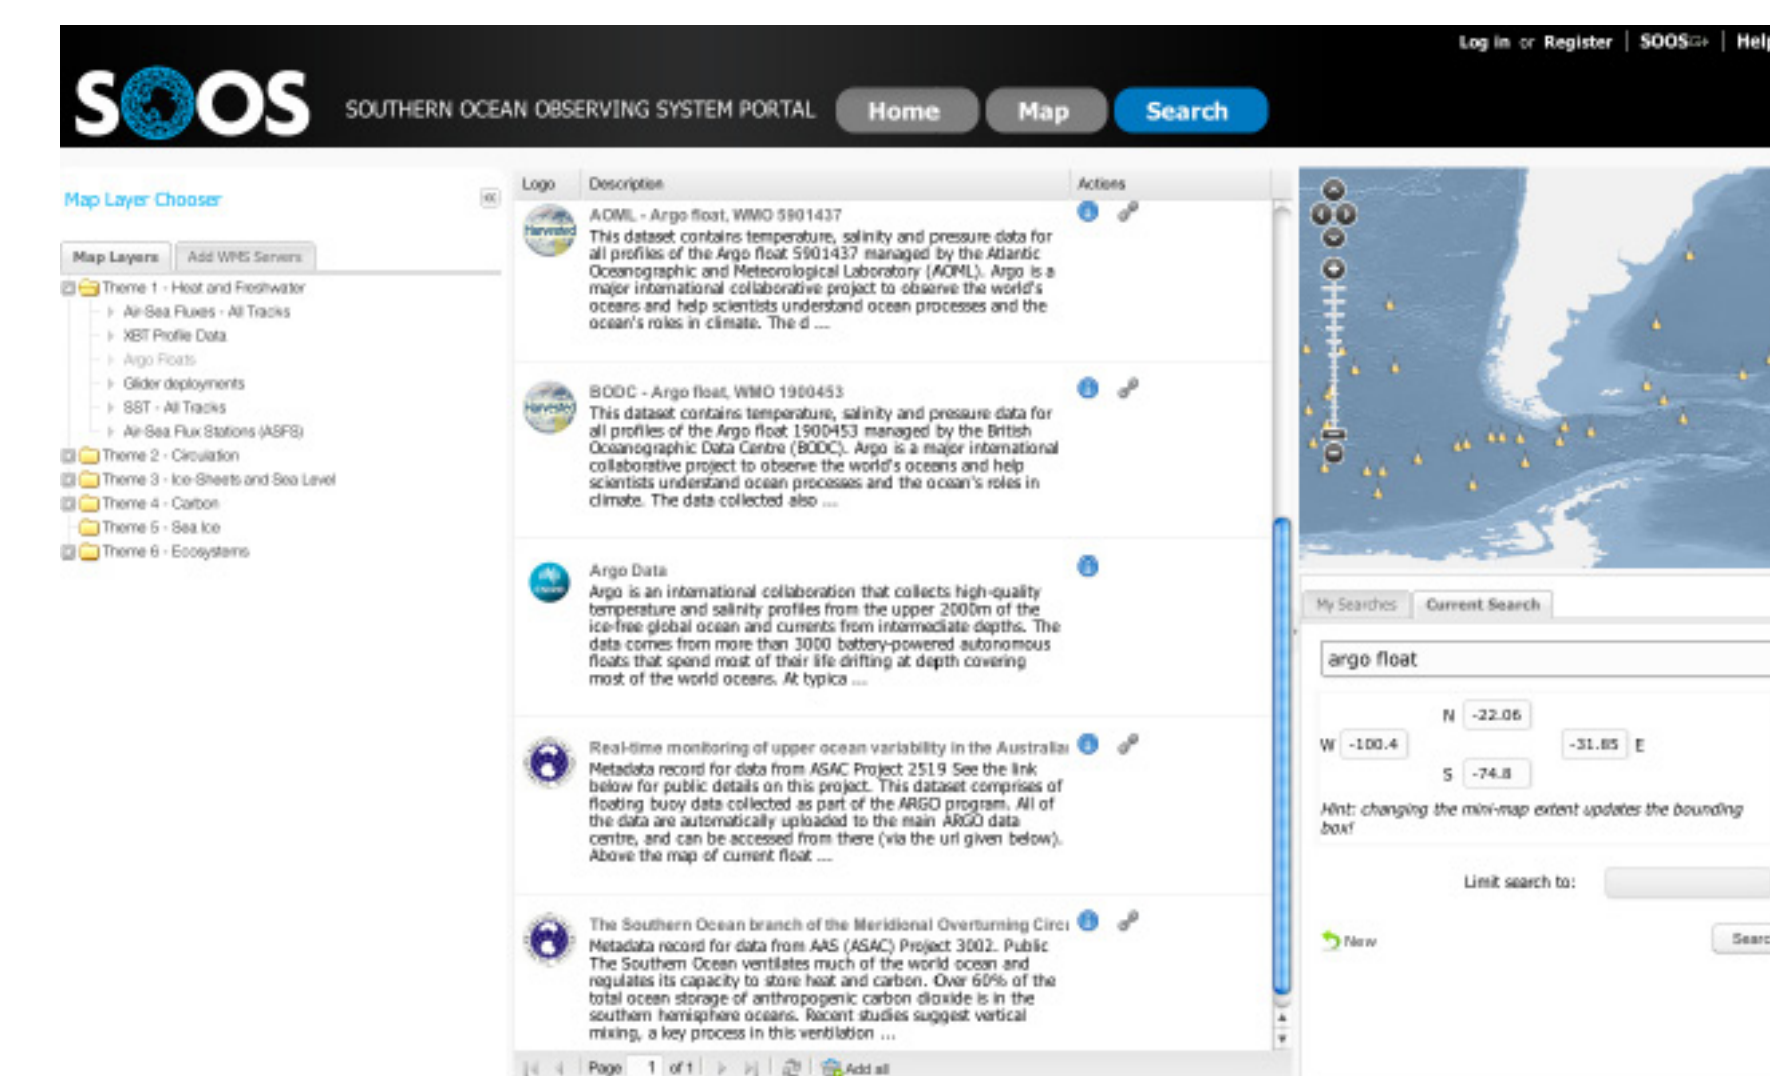 Log in or Register | SOOS | Help
SOOS
SOUTHERN OCEAN OBSERVING SYSTEM PORTAL
Home
Map
Search
Map Layer Chooser
Map Layers
Add WMS Servers
Theme 1 - Heat and Freshwater
Air-Sea Fluxes - All Tracks
XBT Profile Data
Argo Floats
Glider deployments
SST - All Tracks
Air-Sea Flux Stations (ASFS)
Theme 2 - Circulation
Theme 3 - Ice-Sheets and Sea Level
Theme 4 - Carbon
Theme 5 - Sea Ice
Theme 6 - Ecosystems
Logo
Description
Actions
Harvested
AOML - Argo float, WMO 5901437
This dataset contains temperature, salinity and pressure data for
all profiles of the Argo float 5901437 managed by the Atlantic
Oceanographic and Meteorological Laboratory (AOML). Argo is a
major international collaborative project to observe the world's
oceans and help scientists understand ocean processes and the
ocean's roles in climate. The d ...
Harvested
BODC - Argo float, WMO 1900453
This dataset contains temperature, salinity and pressure data for
all profiles of the Argo float 1900453 managed by the British
Oceanographic Data Centre (BODC). Argo is a major international
collaborative project to observe the world's oceans and help
scientists understand ocean processes and the ocean's roles in
climate. The data collected also ....
Argo Data
Argo is an international collaboration that collects high-quality
temperature and salinity profiles from the upper 2000m of the
ice-free global ocean and currents from intermediate depths. The
data comes from more than 3000 battery-powered autonomous
floats that spend most of their life drifting at depth covering
most of the world oceans. At typica ....
Real-time monitoring of upper ocean variability in the Australia
Metadata record for data from ASAC Project 2519 See the link
below for public details on this project. This dataset comprises of
floating buoy data collected as part of the ARGO program. All of
the data are automatically uploaded to the main ARGO data
centre, and can be accessed from there (via the url given below).
Above the map of current float ....
The Southern Ocean branch of the Meridional Overturning Circ
Metadata record for data from AAS (ASAC) Project 3002. Public
The Southern Ocean ventilates much of the world ocean and
regulates its capacity to store heat and carbon. Over 60% of the
total ocean storage of anthropogenic carbon dioxide is in the
southern hemisphere oceans. Recent studies suggest vertical
mixing, a key process in this ventilation ...
Page 1 of 1
Add all
My Searches
Current Search
argo float
N -22.06
W -100.4
-31.85 E
S -74.8
Hint: changing the mini-map extent updates the bounding
box!
Limit search to:
New
Searc